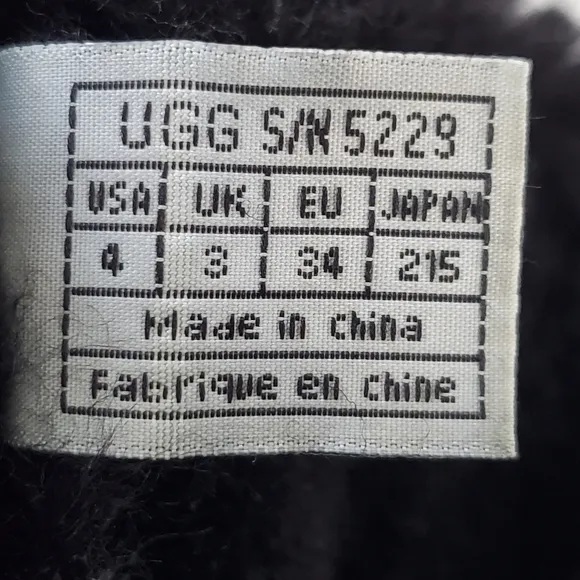 UGG S/N 5229
USA UK EU JAPAN
4 3 34 215
Made in china
Fabrique en chine